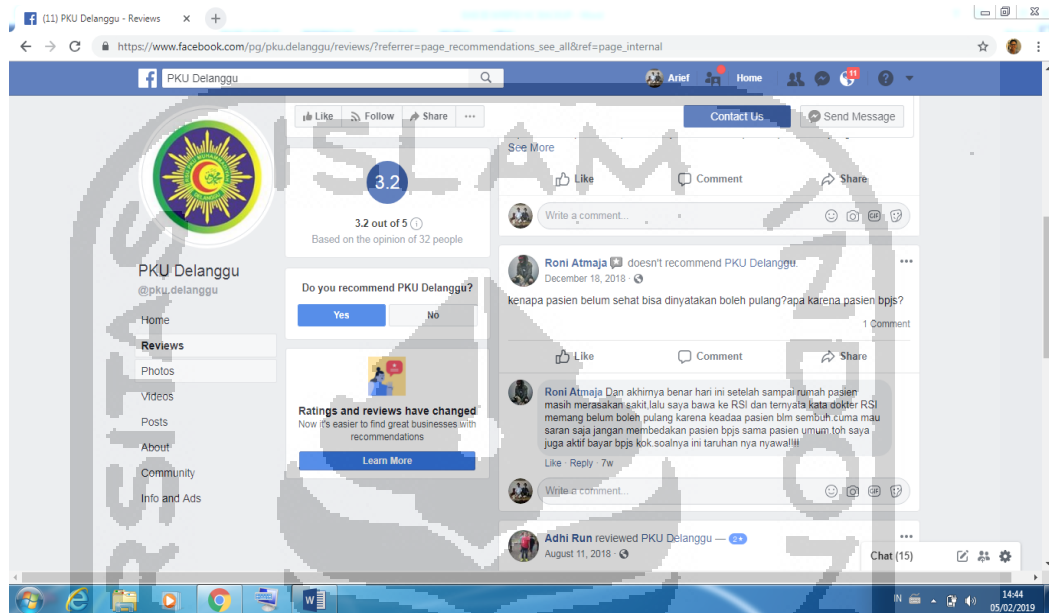 (11) PKU Delanggu - Reviews
https://www.facebook.com/pg/pku.delanggu/reviews/?referrer=page_recommendations_see_all&ref=page_internal
PKU Delanggu
Arief
Home
11
Like Follow Share
Contact Us
Send Message
ISLAM
See More
Like Comment Share
Write a comment...
GIF
3.2
3.2 out of 5
Based on the opinion of 32 people
PKU Delanggu
@pku.delanggu
Home
Reviews
Photos
Videos
Posts
About
Community
Info and Ads
Do you recommend PKU Delanggu?
Yes No
Ratings and reviews have changed
Now it's easier to find great businesses with
recommendations
Learn More
Roni Atmaja doesn't recommend PKU Delanggu.
December 18, 2018
kenapa pasien belum sehat bisa dinyatakan boleh pulang?apa karena pasien bpjs?
1 Comment
Like Comment Share
Roni Atmaja Dan akhirnya benar hari ini setelah sampai rumah pasien
masih merasakan sakit,lalu saya bawa ke RSI dan ternyata kata dokter RSI
memang belum boleh pulang karena keadaa pasien blm sembuh cuma mau
saran saja jangan membedakan pasien bpjs sama pasien umum toh saya
juga aktif bayar bpjs kok.soalnya ini taruhan nya nyawa!!!!
Like · Reply · 7w
Write a comment...
GIF
Adhi Run reviewed PKU Delanggu — 2★
August 11, 2018
Chat (15)
IN
14:44
05/02/2019